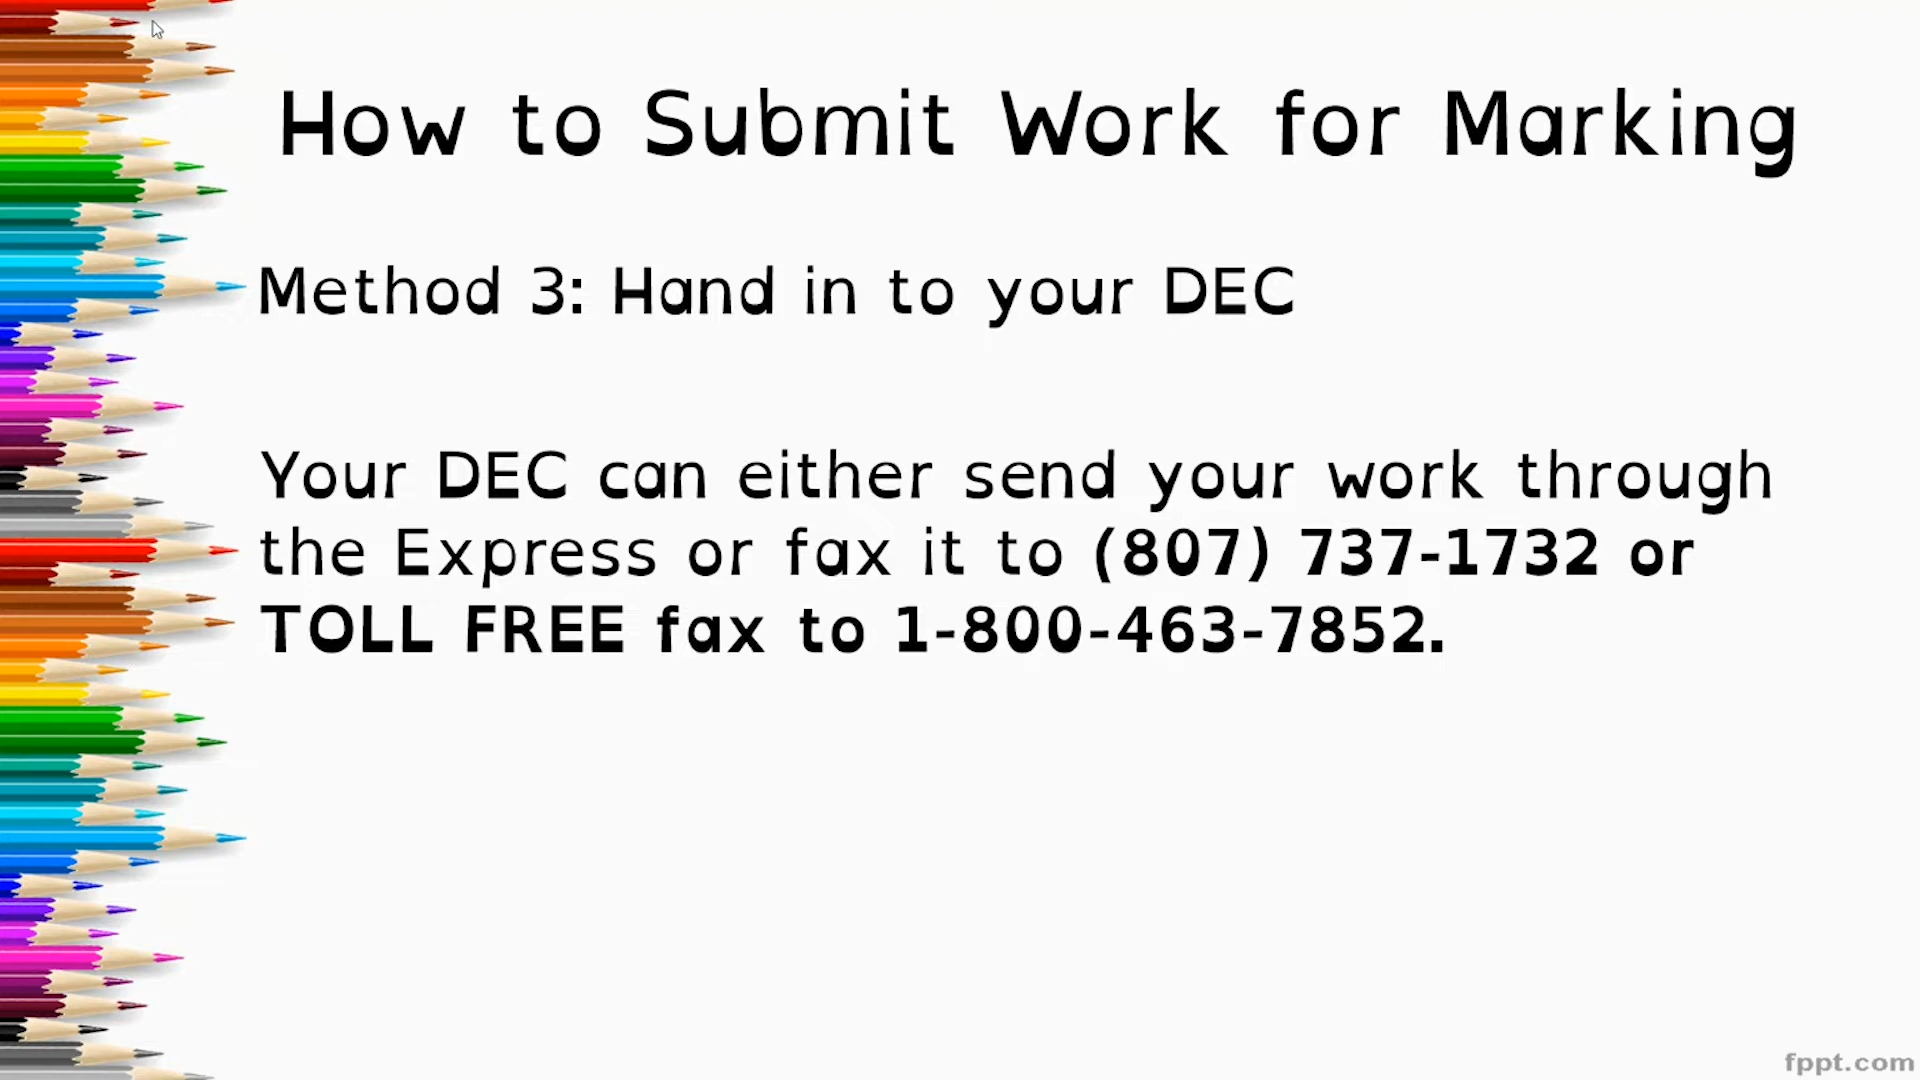 How to Submit Work for Marking
Method 3: Hand in to your DEC
Your DEC can either send your work through
the Express or fax it to (807) 737-1732 or
TOLL FREE fax to 1-800-463-7852.
fppt.com